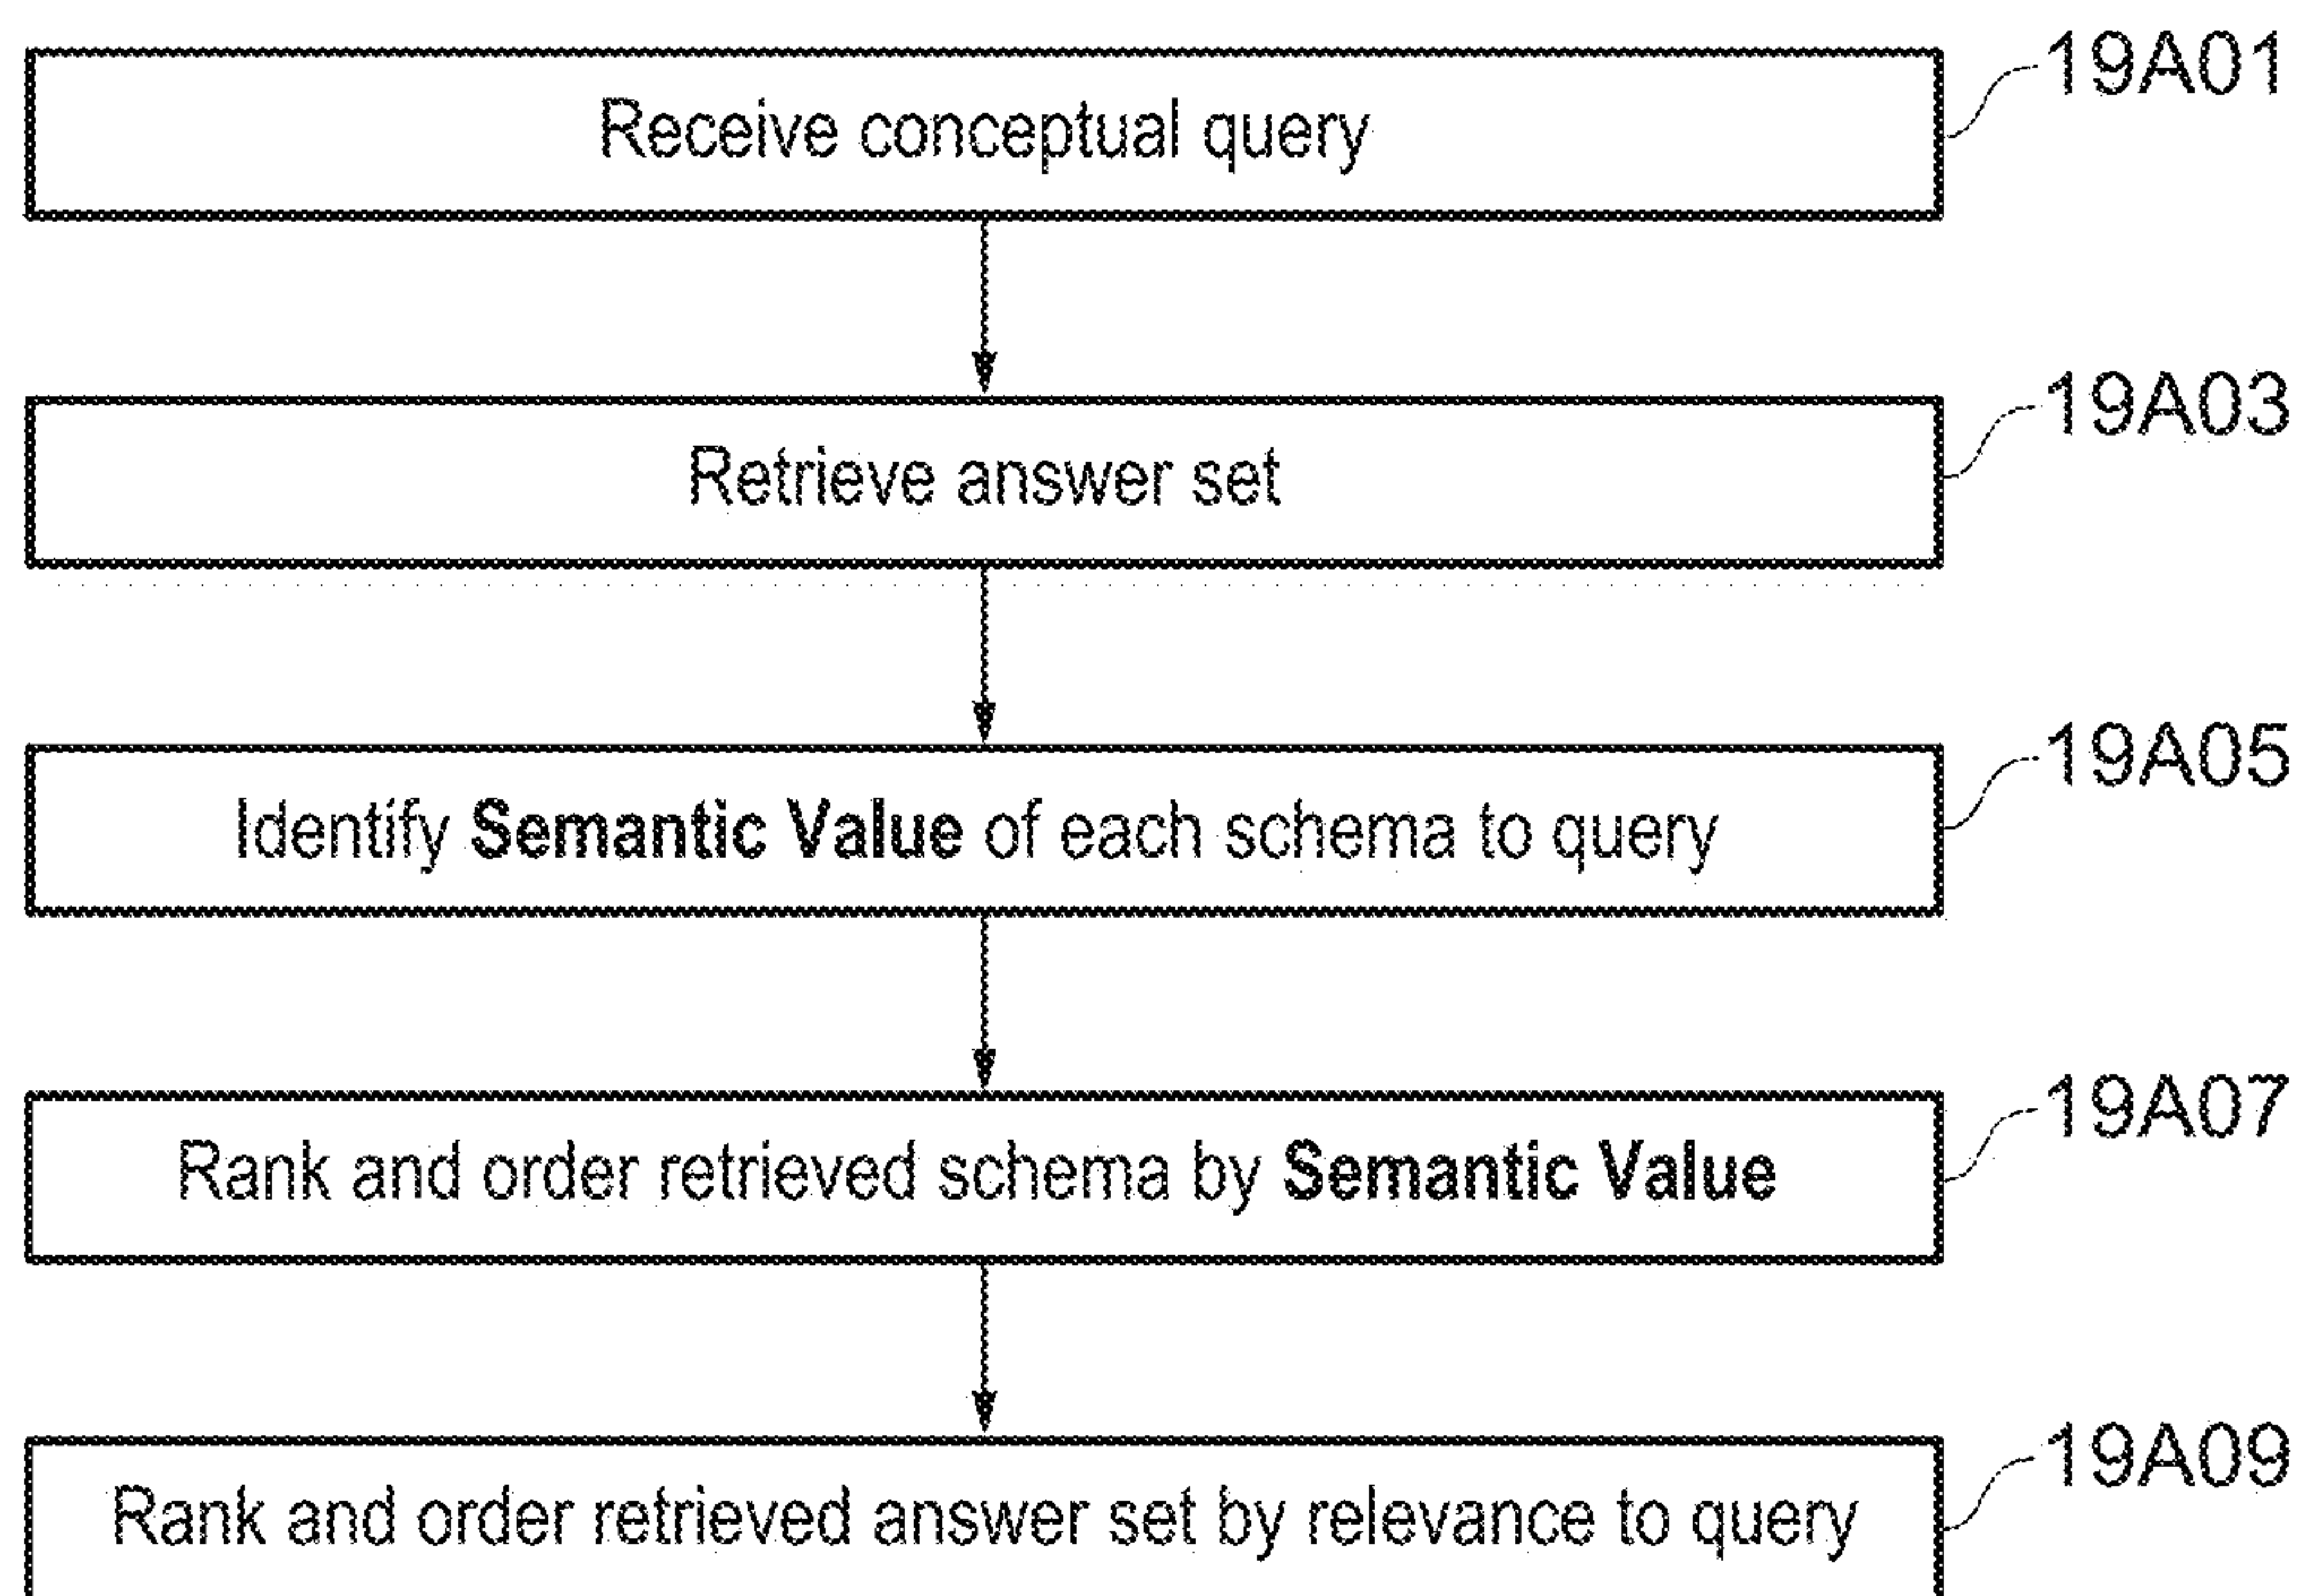 19A01
Receive conceptual query
19A03
Retrieve answer set
19A05
Identify Semantic Value of each schema to query
19A07
Rank and order retrieved schema by Semantic Value
19A09
Rank and order retrieved answer set by relevance to query